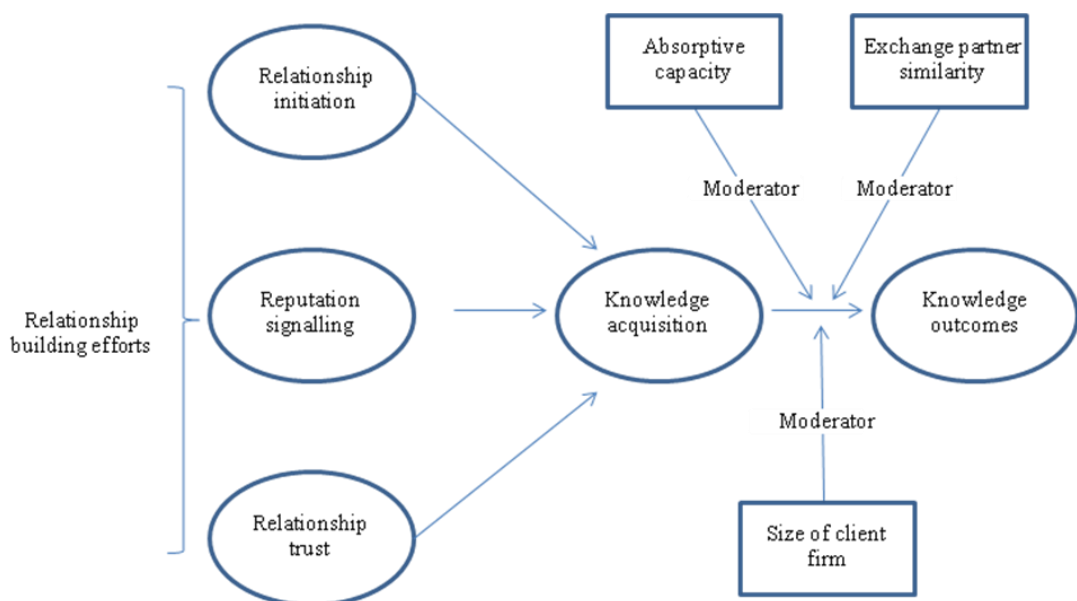 Relationship
building efforts
Relationship
initiation
Reputation
signalling
Relationship
trust
Knowledge
acquisition
Absorptive
capacity
Exchange partner
similarity
Moderator
Moderator
Knowledge
outcomes
Moderator
Size of client
firm